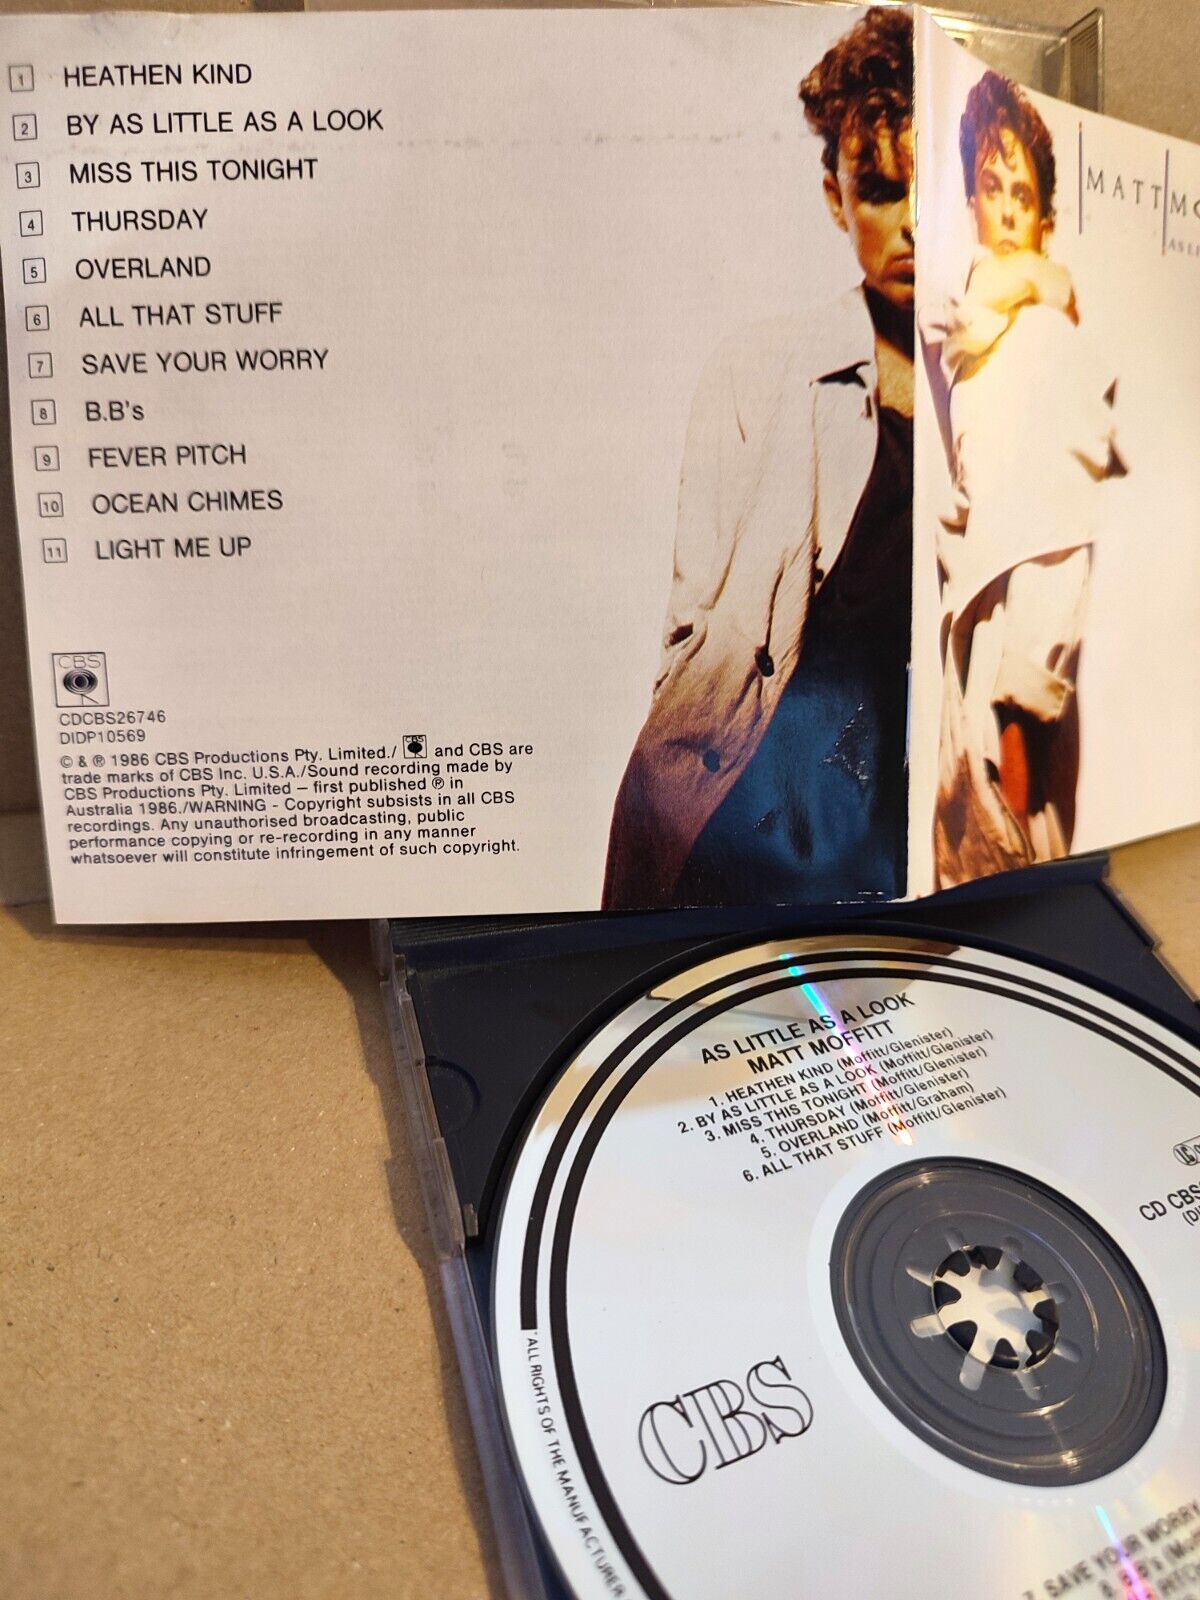 1 HEATHEN KIND
2 BY AS LITTLE AS A LOOK
3 MISS THIS TONIGHT
4 THURSDAY
5 OVERLAND
6 ALL THAT STUFF
7 SAVE YOUR WORRY
8 B.B's
9 FEVER PITCH
10 OCEAN CHIMES
11 LIGHT ME UP
CBS
CDCBS26746
DIDP10569
© & ℗ 1986 CBS Productions Pty. Limited./ CBS and CBS are
trade marks of CBS Inc. U.S.A./Sound recording made by
CBS Productions Pty. Limited – first published ℗ in
Australia 1986./WARNING - Copyright subsists in all CBS
recordings. Any unauthorised broadcasting, public
performance copying or re-recording in any manner
whatsoever will constitute infringement of such copyright.
MATT
AS LITTLE AS A LOOK
MATT MOFFITT
1. HEATHEN KIND (Moffitt/Glenister)
2. BY AS LITTLE AS A LOOK (Moffitt/Glenister)
3. MISS THIS TONIGHT (Moffitt/Glenister)
4. THURSDAY (Moffitt/Glenister)
5. OVERLAND (Moffitt/Graham)
6. ALL THAT STUFF (Moffitt/Glenister)
CD CBS
CBS
ALL RIGHTS OF THE MANUFACTURER
7. SAVE YOUR WORRY
8. B.B's